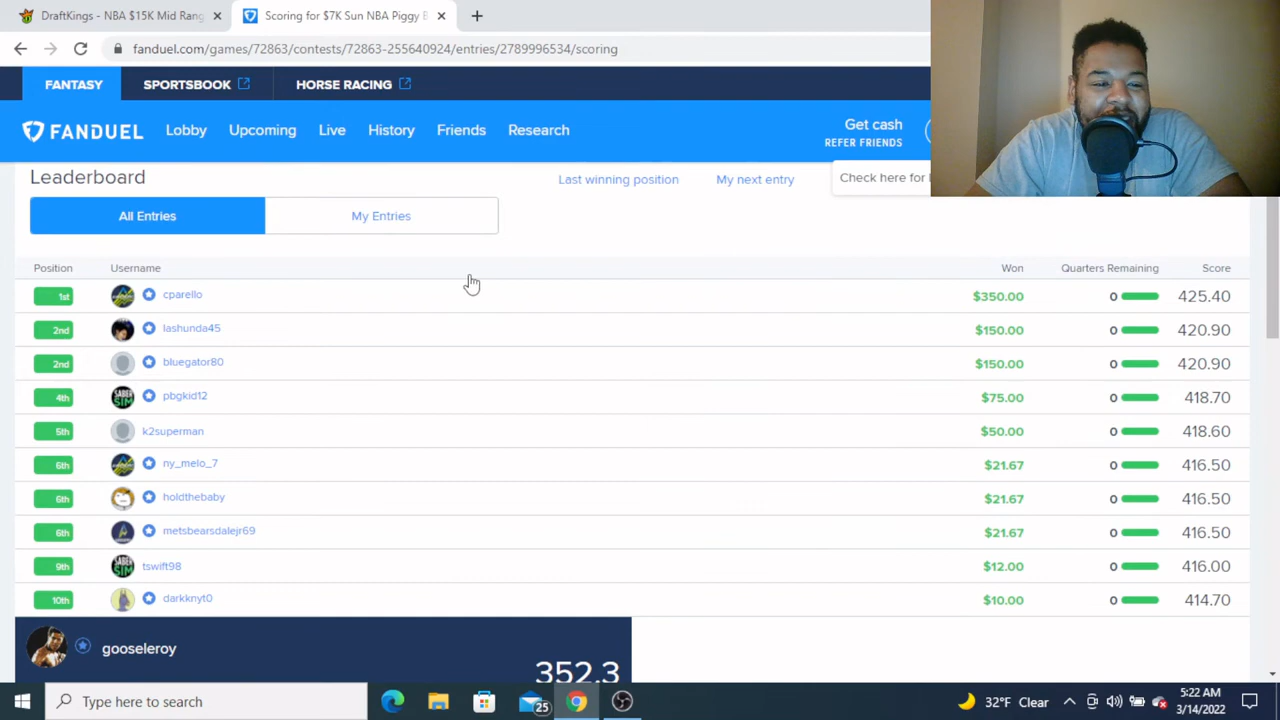 DraftKings - NBA $15K Mid Rang
Scoring for $7K Sun NBA Piggy B
fanduel.com/games/72863/contests/72863-255640924/entries/2789996534/scoring
FANTASY SPORTSBOOK HORSE RACING
FANDUEL Lobby Upcoming Live History Friends Research Get cash
REFER FRIENDS
Leaderboard Last winning position My next entry Check here for
All Entries My Entries
Position Username Won Quarters Remaining Score
1st cparello $350.00 0 425.40
2nd lashunda45 $150.00 0 420.90
2nd bluegator80 $150.00 0 420.90
4th SABER SIM pbgkid12 $75.00 0 418.70
5th k2superman $50.00 0 418.60
6th ny_melo_7 $21.67 0 416.50
6th holdthebaby $21.67 0 416.50
6th metsbearsdalejr69 $21.67 0 416.50
9th SABER SIM tswift98 $12.00 0 416.00
10th darkknyt0 $10.00 0 414.70
gooseleroy 352.3
Type here to search 25 32°F Clear 5:22 AM
3/14/2022